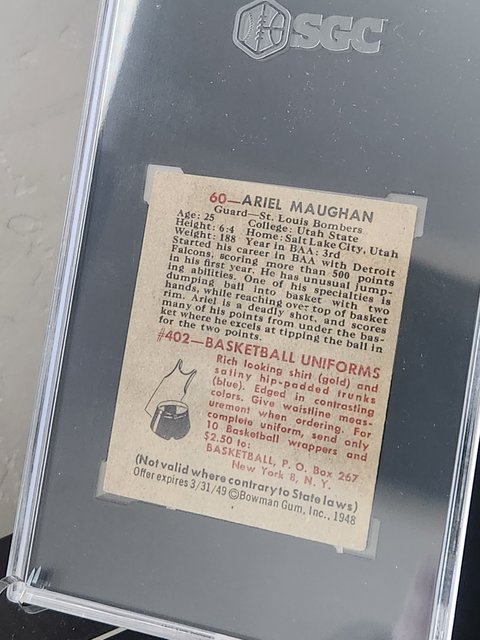 SGC
60—ARIEL MAUGHAN
Guard—St. Louis Bombers
Age: 25 College: Utah State
Height: 6:4 Home: Salt Lake City, Utah
Weight: 188 Year in BAA: 3rd
Started his career in BAA with Detroit
Falcons, scoring more than 500 points
in his first year. He has unusual jump-
ing abilities. One of his specialties is
dumping ball into basket with two
hands, while reaching over top of basket
rim. Ariel is a deadly shot, and scores
many of his points from under the bas-
ket where he excels at tipping the ball in
for the two points.
#402—BASKETBALL UNIFORMS
Rich looking shirt (gold) and
satiny hip-padded trunks
(blue). Edged in contrasting
colors. Give waistline meas-
urement when ordering. For
complete uniform, send only
10 Basketball wrappers and
$2.50 to:
BASKETBALL, P. O. Box 267
New York 8, N. Y.
(Not valid where contrary to State laws)
Offer expires 3/31/49 ©Bowman Gum, Inc., 1948